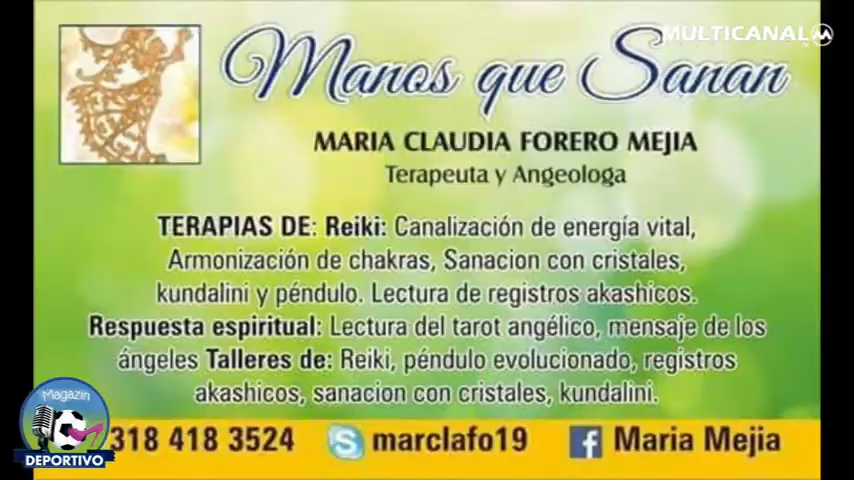 MULTICANAL
Manos que Sanan
MARIA CLAUDIA FORERO MEJIA
Terapeuta y Angeologa
TERAPIAS DE: Reiki: Canalización de energía vital,
Armonización de chakras, Sanacion con cristales,
kundalini y péndulo. Lectura de registros akashicos.
Respuesta espiritual: Lectura del tarot angélico, mensaje de los
ángeles Talleres de: Reiki, péndulo evolucionado, registros
akashicos, sanacion con cristales, kundalini.
318 418 3524 marclafo19 Maria Mejia
Magazín
DEPORTIVO